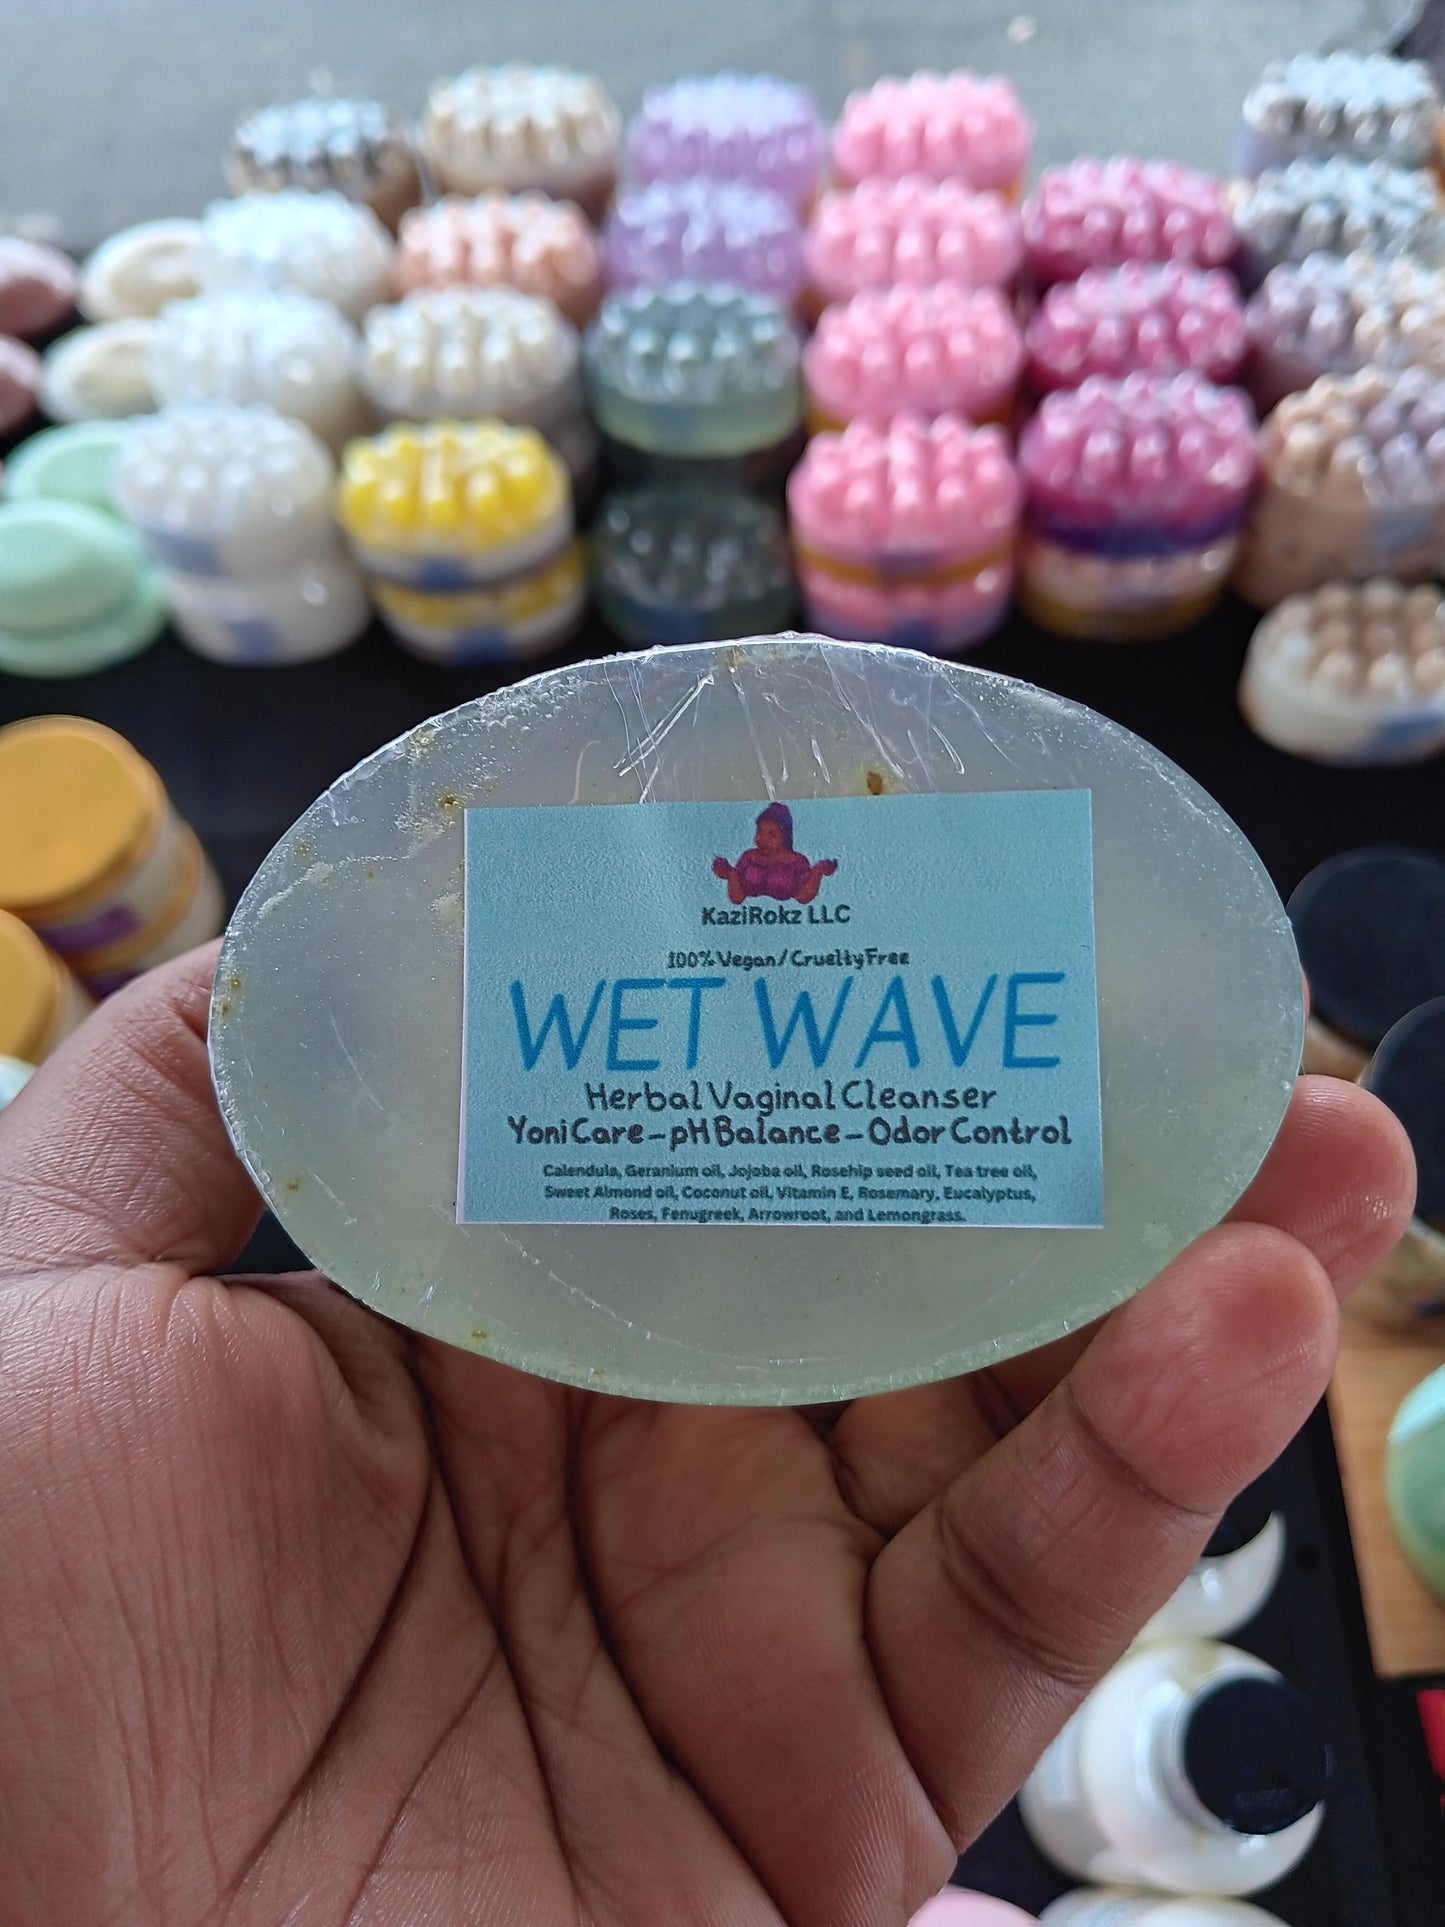 KaziRokz LLC
100% Vegan/CrueltyFree
WET WAVE
Herbal Vaginal Cleanser
Yoni Care-pH Balance-Odor Control
Calendula, Geranium oil, Jojoba oil, Rosehip seed oil, Tea tree oil,
Sweet Almond oil, Coconut oil, Vitamin E, Rosemary, Eucalyptus,
Roses, Fenugreek, Arrowroot, and Lemongrass.